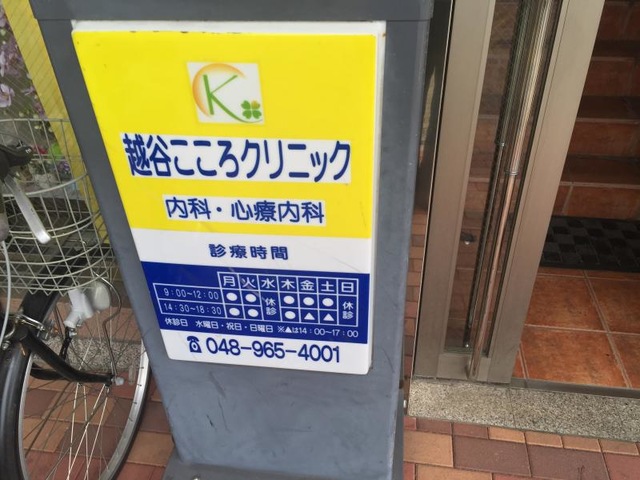 K
越谷こころクリニック
内科・心療内科
診療時間
月 火 水 木 金 土 日
9:00~12:00 ● ● 休診 ● ● ● 休診
14:30~18:30 ● ● ● ● ▲
休診日 水曜日・祝日・日曜日 ※▲は14:00~17:00
☎ 048-965-4001